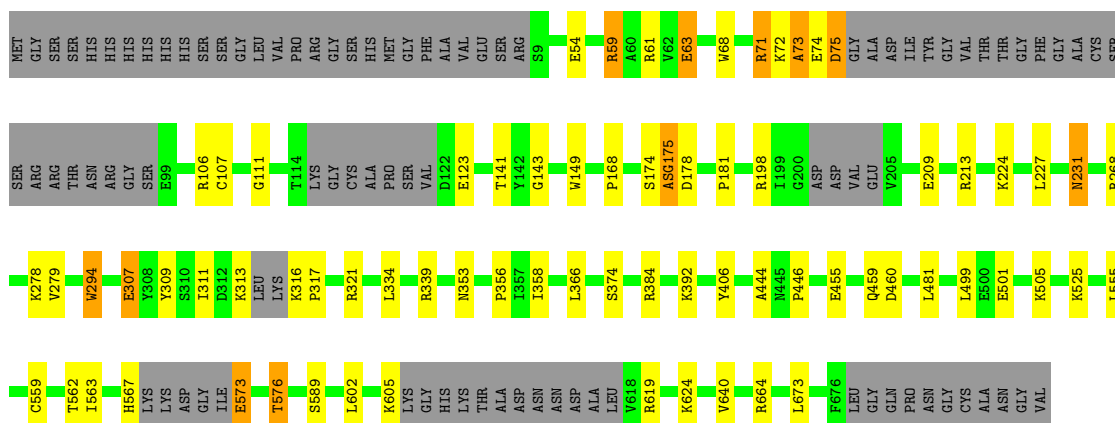 MET GLY SER SER HIS HIS HIS HIS HIS HIS SER SER GLY LEU VAL PRO ARG GLY SER HIS MET GLY PHE ALA VAL GLU SER ARG S9 E54 R59 A60 R61 V62 E63 W68 R71 K72 A73 E74 D75 GLY ALA ASP ILE TYR GLY VAL THR THR GLY PHE GLY ALA CYS SER
SER ARG ARG THR ASN ARG GLY SER E99 R106 C107 G111 T114 LYS GLY CYS ALA PRO SER VAL D122 E123 T141 Y142 G143 W149 P168 S174 ASG175 D178 P181 R198 I199 G200 ASP ASP VAL GLU V205 E209 R213 K224 L227 N231
K278 V279 W294 E307 Y308 Y309 S310 I311 D312 K313 LEU LYS K316 P317 R321 L334 R339 N353 P356 I357 I358 L366 S374 R384 K392 Y406 A444 N445 P446 E455 Q459 D460 L481 L499 E500 E501 K505 K525 L555
C559 T562 I563 H567 LYS LYS ASP GLY ILE E573 T576 S589 L602 K605 LYS GLY HIS LYS THR ALA ASP ASN ASN ASP ALA LEU V618 R619 K624 V640 R664 L673 F676 LEU GLY GLN PRO ASN GLY CYS ALA ASN GLY VAL